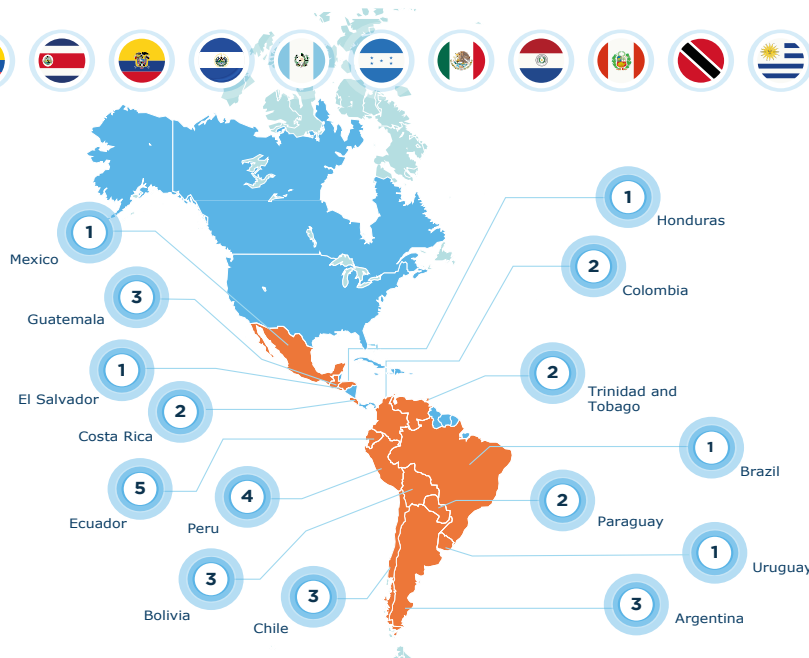 1
Honduras
1
Mexico
2
Colombia
3
Guatemala
1
El Salvador
2
Trinidad and
Tobago
2
Costa Rica
1
Brazil
5
Ecuador
4
Peru
2
Paraguay
1
Uruguay
3
Bolivia
3
Chile
3
Argentina